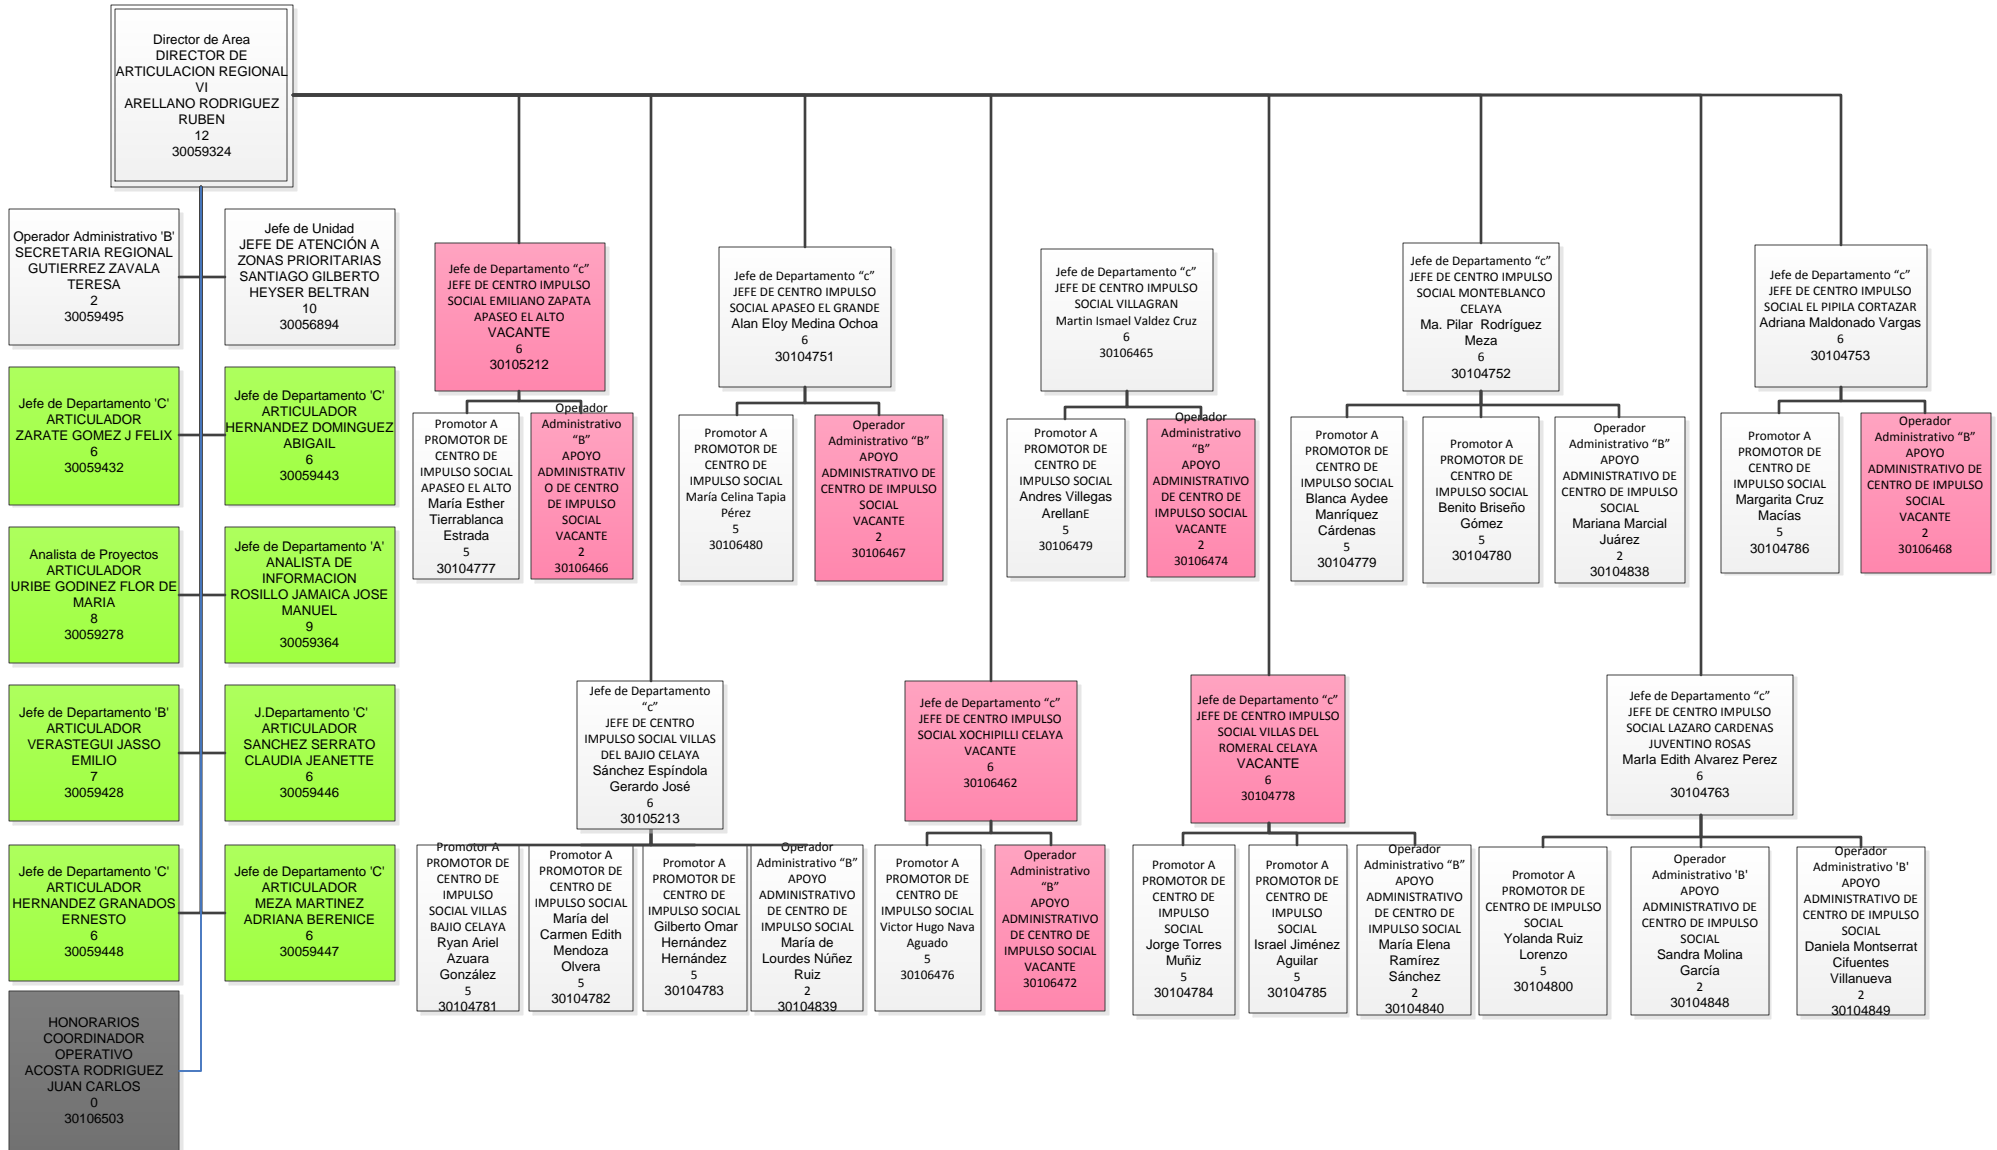 Director de Area
DIRECTOR DE
ARTICULACION REGIONAL
VI
ARELLANO RODRIGUEZ
RUBEN
12
30059324
Operador Administrativo 'B'
SECRETARIA REGIONAL
GUTIERREZ ZAVALA
TERESA
2
30059495
Jefe de Unidad
JEFE DE ATENCIÓN A
ZONAS PRIORITARIAS
SANTIAGO GILBERTO
HEYSER BELTRAN
10
30056894
Jefe de Departamento 'C'
ARTICULADOR
ZARATE GOMEZ J FELIX
6
30059432
Jefe de Departamento 'C'
ARTICULADOR
HERNANDEZ DOMINGUEZ
ABIGAIL
6
30059443
Analista de Proyectos
ARTICULADOR
URIBE GODINEZ FLOR DE
MARIA
8
30059278
Jefe de Departamento 'A'
ANALISTA DE
INFORMACION
ROSILLO JAMAICA JOSE
MANUEL
9
30059364
Jefe de Departamento 'B'
ARTICULADOR
VERASTEGUI JASSO
EMILIO
7
30059428
J.Departamento 'C'
ARTICULADOR
SANCHEZ SERRATO
CLAUDIA JEANETTE
6
30059446
Jefe de Departamento 'C'
ARTICULADOR
HERNANDEZ GRANADOS
ERNESTO
6
30059448
Jefe de Departamento 'C'
ARTICULADOR
MEZA MARTINEZ
ADRIANA BERENICE
6
30059447
HONORARIOS
COORDINADOR
OPERATIVO
ACOSTA RODRIGUEZ
JUAN CARLOS
0
30106503
Jefe de Departamento “c”
JEFE DE CENTRO IMPULSO
SOCIAL EMILIANO ZAPATA
APASEO EL ALTO
VACANTE
6
30105212
Promotor A
PROMOTOR DE
CENTRO DE
IMPULSO SOCIAL
APASEO EL ALTO
María Esther
Tierrablanca
Estrada
5
30104777
Operador
Administrativo
“B”
APOYO
ADMINISTRATIV
O DE CENTRO
DE IMPULSO
SOCIAL
VACANTE
2
30106466
Jefe de Departamento “c”
JEFE DE CENTRO IMPULSO
SOCIAL APASEO EL GRANDE
Alan Eloy Medina Ochoa
6
30104751
Promotor A
PROMOTOR DE
CENTRO DE
IMPULSO SOCIAL
María Celina Tapia
Pérez
5
30106480
Operador
Administrativo “B”
APOYO
ADMINISTRATIVO DE
CENTRO DE IMPULSO
SOCIAL
VACANTE
2
30106467
Jefe de Departamento “c”
JEFE DE CENTRO IMPULSO
SOCIAL VILLAGRAN
Martin Ismael Valdez Cruz
6
30106465
Promotor A
PROMOTOR DE
CENTRO DE
IMPULSO SOCIAL
Andres Villegas
ArellanE
5
30106479
Operador
Administrativo
“B”
APOYO
ADMINISTRATIVO
DE CENTRO DE
IMPULSO SOCIAL
VACANTE
2
30106474
Jefe de Departamento “c”
JEFE DE CENTRO IMPULSO
SOCIAL MONTEBLANCO
CELAYA
Ma. Pilar Rodríguez
Meza
6
30104752
Promotor A
PROMOTOR DE
CENTRO DE
IMPULSO SOCIAL
Blanca Aydee
Manríquez
Cárdenas
5
30104779
Promotor A
PROMOTOR DE
CENTRO DE
IMPULSO SOCIAL
Benito Briseño
Gómez
5
30104780
Operador
Administrativo “B”
APOYO
ADMINISTRATIVO DE
CENTRO DE IMPULSO
SOCIAL
Mariana Marcial
Juárez
2
30104838
Jefe de Departamento “c”
JEFE DE CENTRO IMPULSO
SOCIAL EL PIPILA CORTAZAR
Adriana Maldonado Vargas
6
30104753
Promotor A
PROMOTOR DE
CENTRO DE
IMPULSO SOCIAL
Margarita Cruz
Macías
5
30104786
Operador
Administrativo “B”
APOYO
ADMINISTRATIVO DE
CENTRO DE IMPULSO
SOCIAL
VACANTE
2
30106468
Jefe de Departamento
“c”
JEFE DE CENTRO
IMPULSO SOCIAL VILLAS
DEL BAJIO CELAYA
Sánchez Espíndola
Gerardo José
6
30105213
Promotor A
PROMOTOR DE
CENTRO DE
IMPULSO
SOCIAL VILLAS
BAJIO CELAYA
Ryan Ariel
Azuara
González
5
30104781
Promotor A
PROMOTOR DE
CENTRO DE
IMPULSO SOCIAL
María del
Carmen Edith
Mendoza
Olvera
5
30104782
Promotor A
PROMOTOR DE
CENTRO DE
IMPULSO SOCIAL
Gilberto Omar
Hernández
Hernández
5
30104783
Operador
Administrativo “B”
APOYO
ADMINISTRATIVO
DE CENTRO DE
IMPULSO SOCIAL
María de
Lourdes Núñez
Ruiz
2
30104839
Jefe de Departamento “c”
JEFE DE CENTRO IMPULSO
SOCIAL XOCHIPILLI CELAYA
VACANTE
6
30106462
Promotor A
PROMOTOR DE
CENTRO DE
IMPULSO SOCIAL
Victor Hugo Nava
Aguado
5
30106476
Operador
Administrativo
“B”
APOYO
ADMINISTRATIVO
DE CENTRO DE
IMPULSO SOCIAL
VACANTE
30106472
Jefe de Departamento “c”
JEFE DE CENTRO IMPULSO
SOCIAL VILLAS DEL
ROMERAL CELAYA
VACANTE
6
30104778
Promotor A
PROMOTOR DE
CENTRO DE
IMPULSO
SOCIAL
Jorge Torres
Muñiz
5
30104784
Promotor A
PROMOTOR DE
CENTRO DE
IMPULSO
SOCIAL
Israel Jiménez
Aguilar
5
30104785
Operador
Administrativo “B”
APOYO
ADMINISTRATIVO
DE CENTRO DE
IMPULSO SOCIAL
María Elena
Ramírez
Sánchez
2
30104840
Jefe de Departamento “c”
JEFE DE CENTRO IMPULSO
SOCIAL LAZARO CARDENAS
JUVENTINO ROSAS
Marla Edith Alvarez Perez
6
30104763
Promotor A
PROMOTOR DE
CENTRO DE IMPULSO
SOCIAL
Yolanda Ruiz
Lorenzo
5
30104800
Operador
Administrativo 'B'
APOYO
ADMINISTRATIVO DE
CENTRO DE IMPULSO
SOCIAL
Sandra Molina
García
2
30104848
Operador
Administrativo 'B'
APOYO
ADMINISTRATIVO DE
CENTRO DE IMPULSO
SOCIAL
Daniela Montserrat
Cifuentes
Villanueva
2
30104849